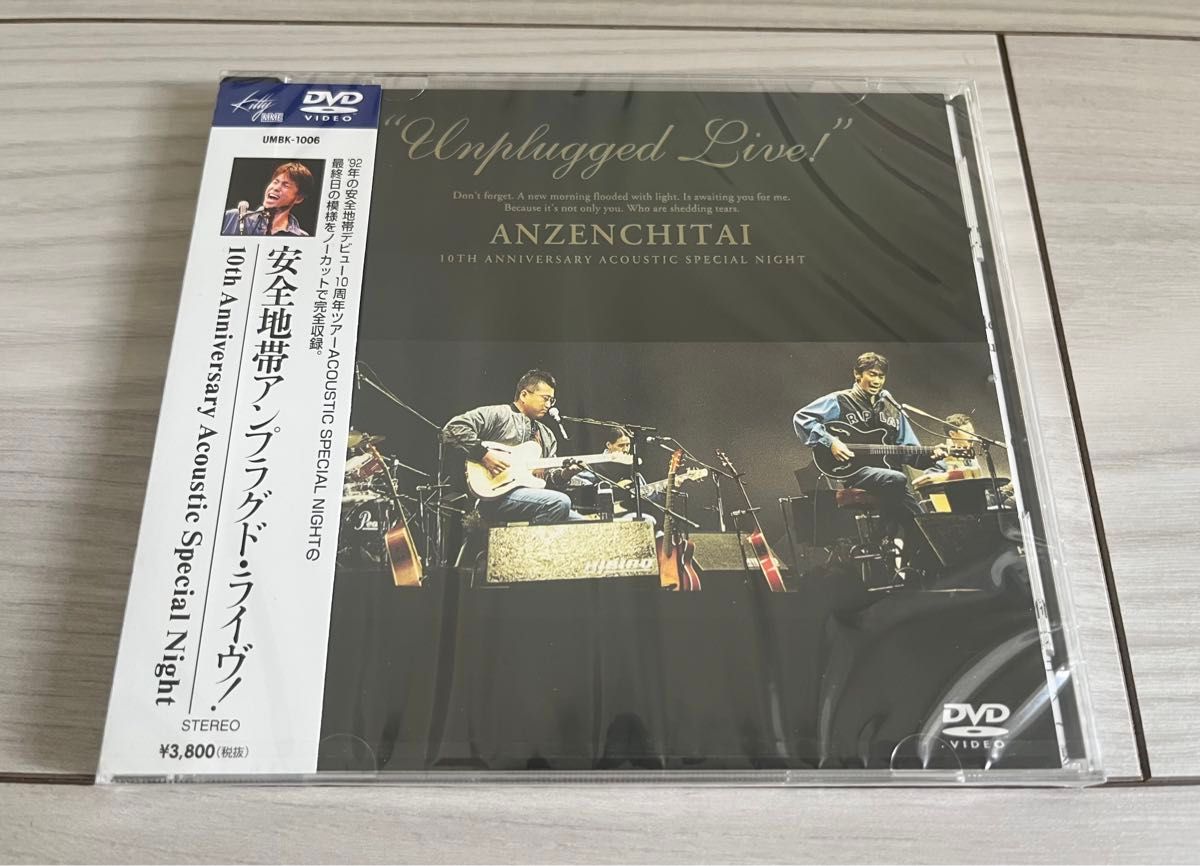 Kitty
MME
DVD
VIDEO
UMBK-1006
'92年の安全地帯デビュー10周年ツアーACOUSTIC SPECIAL NIGHTの
最終日の模様をノーカットで完全収録。
安全地帯アンプラグド・ライヴ!
10th Anniversary Acoustic Special Night
STEREO
¥3,800(税抜)
“Unplugged Live!”
Don't forget. A new morning flooded with light. Is awaiting you for me.
Because it's not only you. Who are shedding tears.
ANZENCHITAI
10TH ANNIVERSARY ACOUSTIC SPECIAL NIGHT
DVD
VIDEO